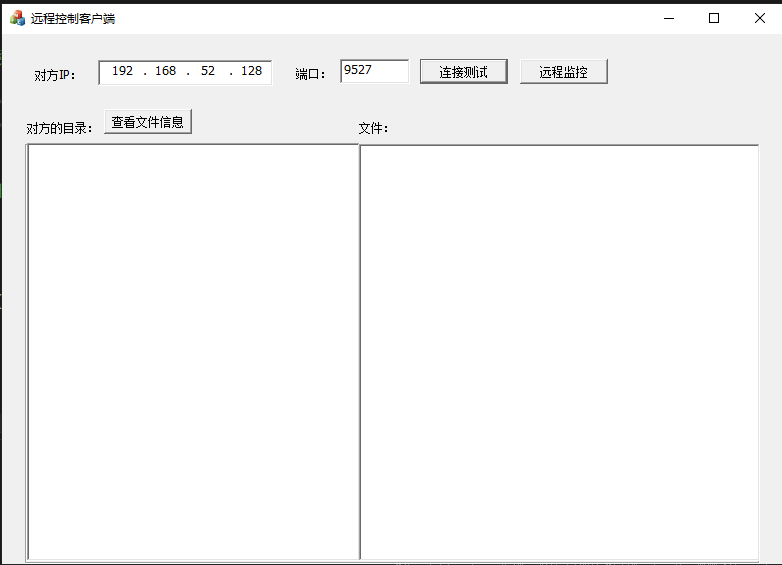 远程控制客户端
对方IP： 192 . 168 . 52 . 128 端口： 9527 连接测试 远程监控
对方的目录： 查看文件信息 文件：